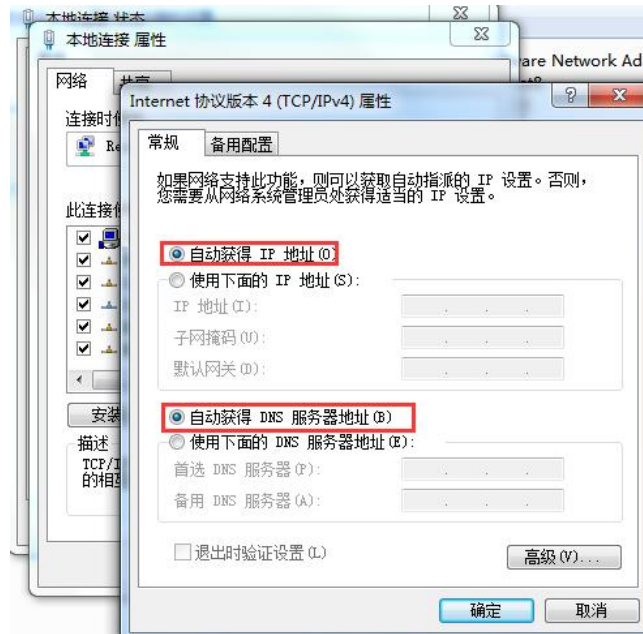 本地连接 状态
本地连接 属性
are Network Ad
网络
共享
Internet 协议版本 4 (TCP/IPv4) 属性
连接时使
Re
常规
备用配置
如果网络支持此功能，则可以获取自动指派的 IP 设置。否则，
您需要从网络系统管理员处获得适当的 IP 设置。
此连接使
自动获得 IP 地址(O)
使用下面的 IP 地址(S):
IP 地址(I):
子网掩码(U):
默认网关(D):
安装
自动获得 DNS 服务器地址(B)
描述
使用下面的 DNS 服务器地址(E):
TCP/I
首选 DNS 服务器(P):
的相互
备用 DNS 服务器(A):
退出时验证设置(L)
高级(V)...
确定
取消